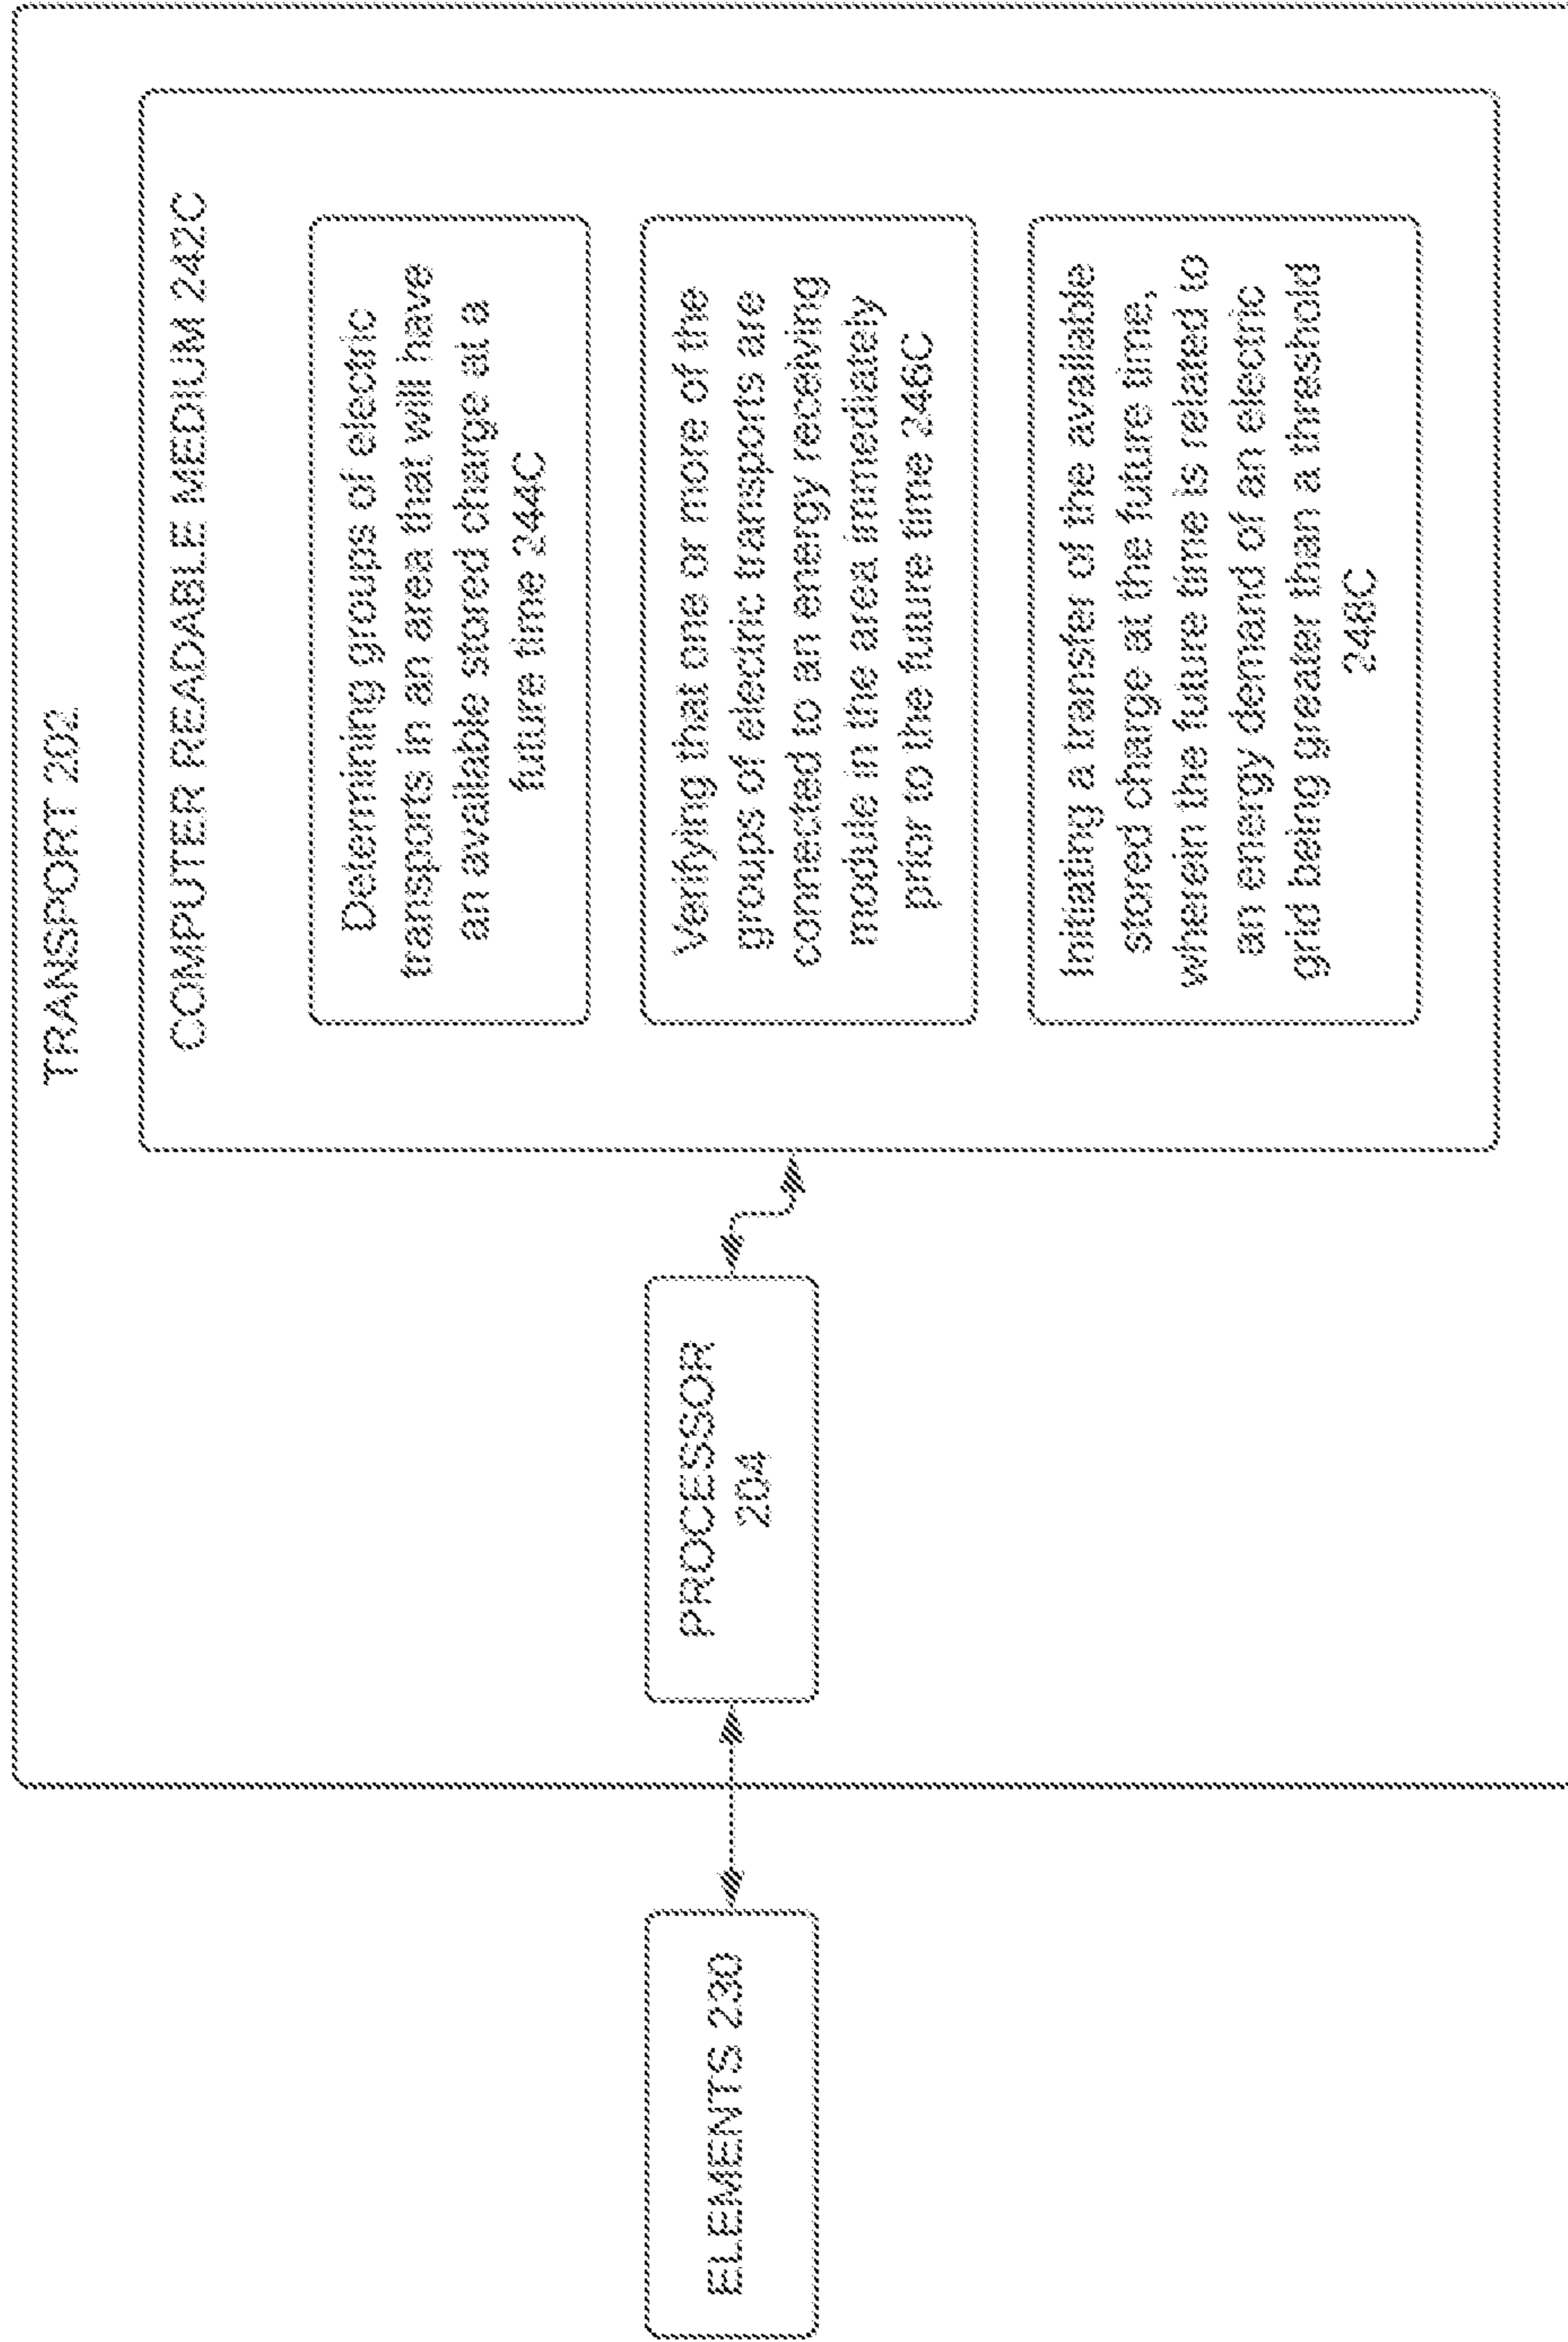 TRANSPORT 202
COMPUTER READABLE MEDIUM 242C
Determining groups of electric
transports in an area that will have
an available stored charge at a
future time 244C
Verifying that one or more of the
groups of electric transports are
connected to an energy receiving
module in the area immediately
prior to the future time 246C
Initiating a transfer of the available
stored charge at the future time,
wherein the future time is related to
an energy demand of an electric
grid being greater than a threshold
248C
PROCESSOR
204
ELEMENTS 230